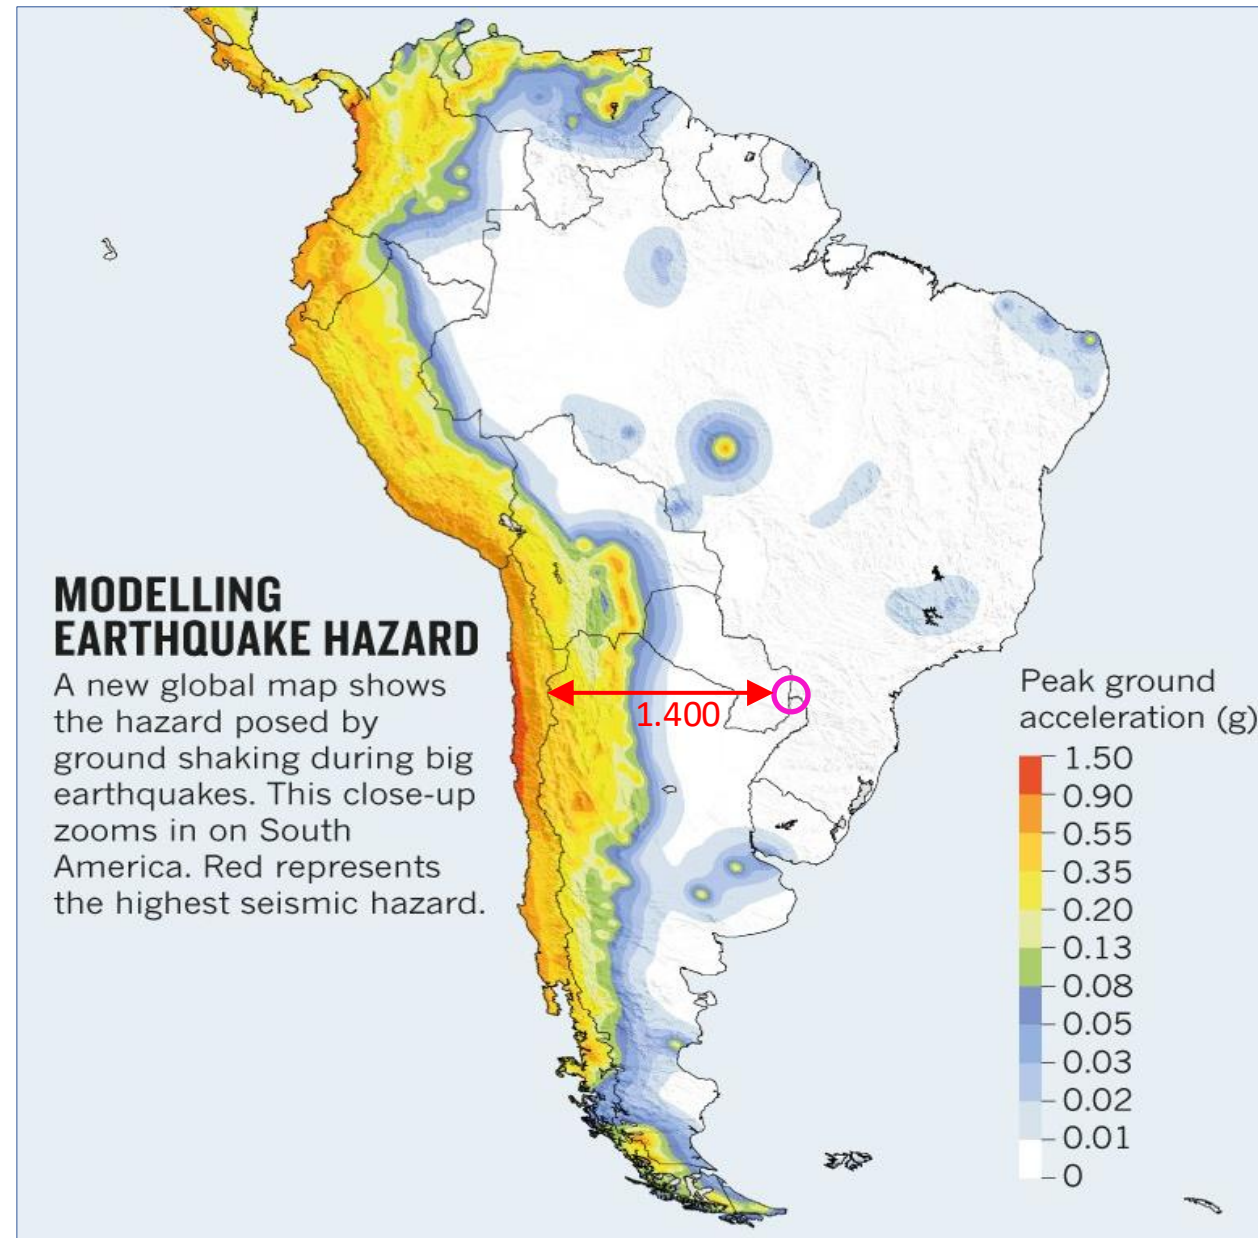 MODELLING
EARTHQUAKE HAZARD
A new global map shows
the hazard posed by
ground shaking during big
earthquakes. This close-up
zooms in on South
America. Red represents
the highest seismic hazard.
1.400
Peak ground
acceleration (g)
1.50
0.90
0.55
0.35
0.20
0.13
0.08
0.05
0.03
0.02
0.01
0